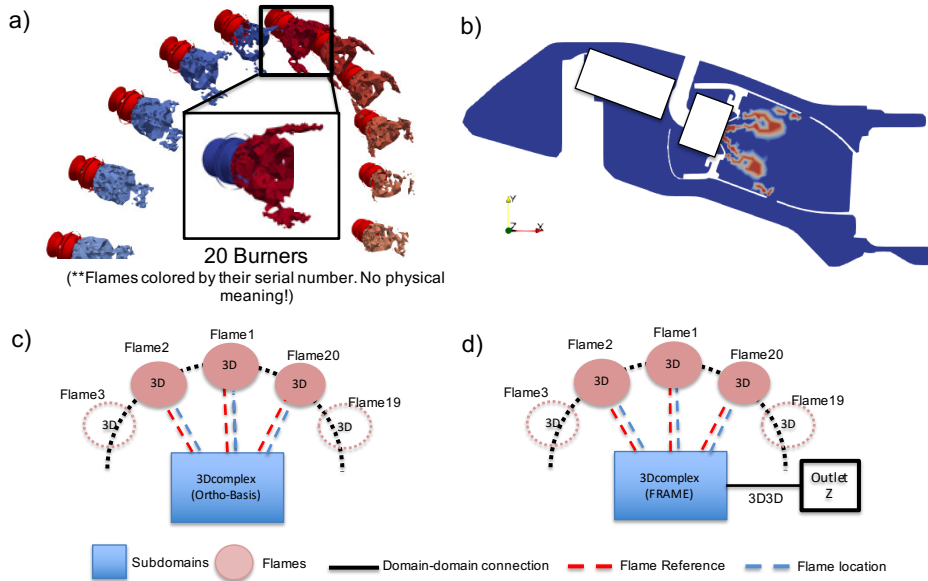 a)
20 Burners
(**Flames colored by their serial number. No physical
meaning!)
b)
Y
Z
X
c)
Flame1
Flame2
Flame20
Flame3
Flame19
3D
3D
3D
3D
3D
3Dcomplex
(Ortho-Basis)
d)
Flame1
Flame2
Flame20
Flame3
Flame19
3D
3D
3D
3D
3D
3Dcomplex
(FRAME)
3D3D
Outlet
Z
Subdomains
Flames
Domain-domain connection
Flame Reference
Flame location